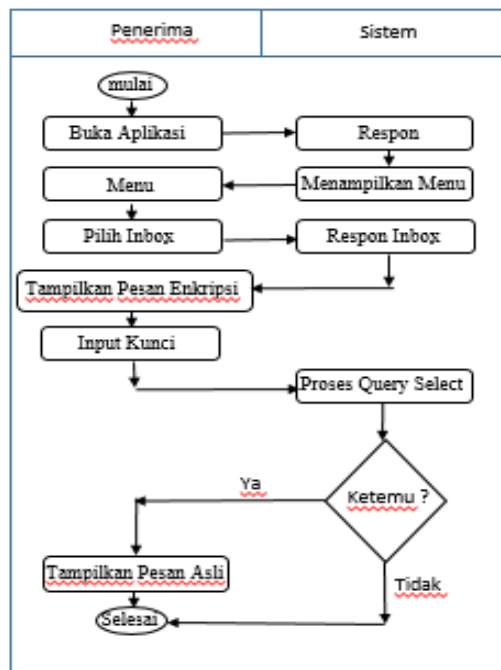 Penerima
Sistem
mulai
Buka Aplikasi
Respon
Menu
Menampilkan Menu
Pilih Inbox
Respon Inbox
Tampilkan Pesan Enkripsi
Input Kunci
Proses Query Select
Ketemu ?
Ya
Tidak
Tampilkan Pesan Asli
Selesai